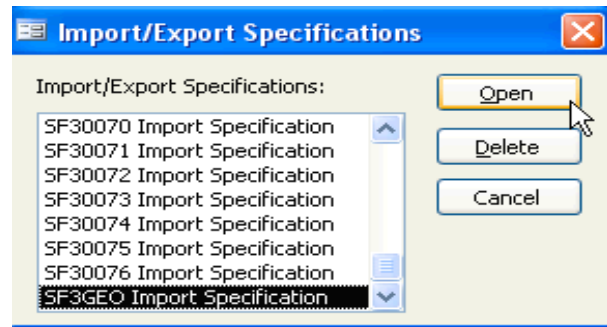 Import/Export Specifications
Import/Export Specifications:
SF30070 Import Specification
SF30071 Import Specification
SF30072 Import Specification
SF30073 Import Specification
SF30074 Import Specification
SF30075 Import Specification
SF30076 Import Specification
SF3GEO Import Specification
Open
Delete
Cancel